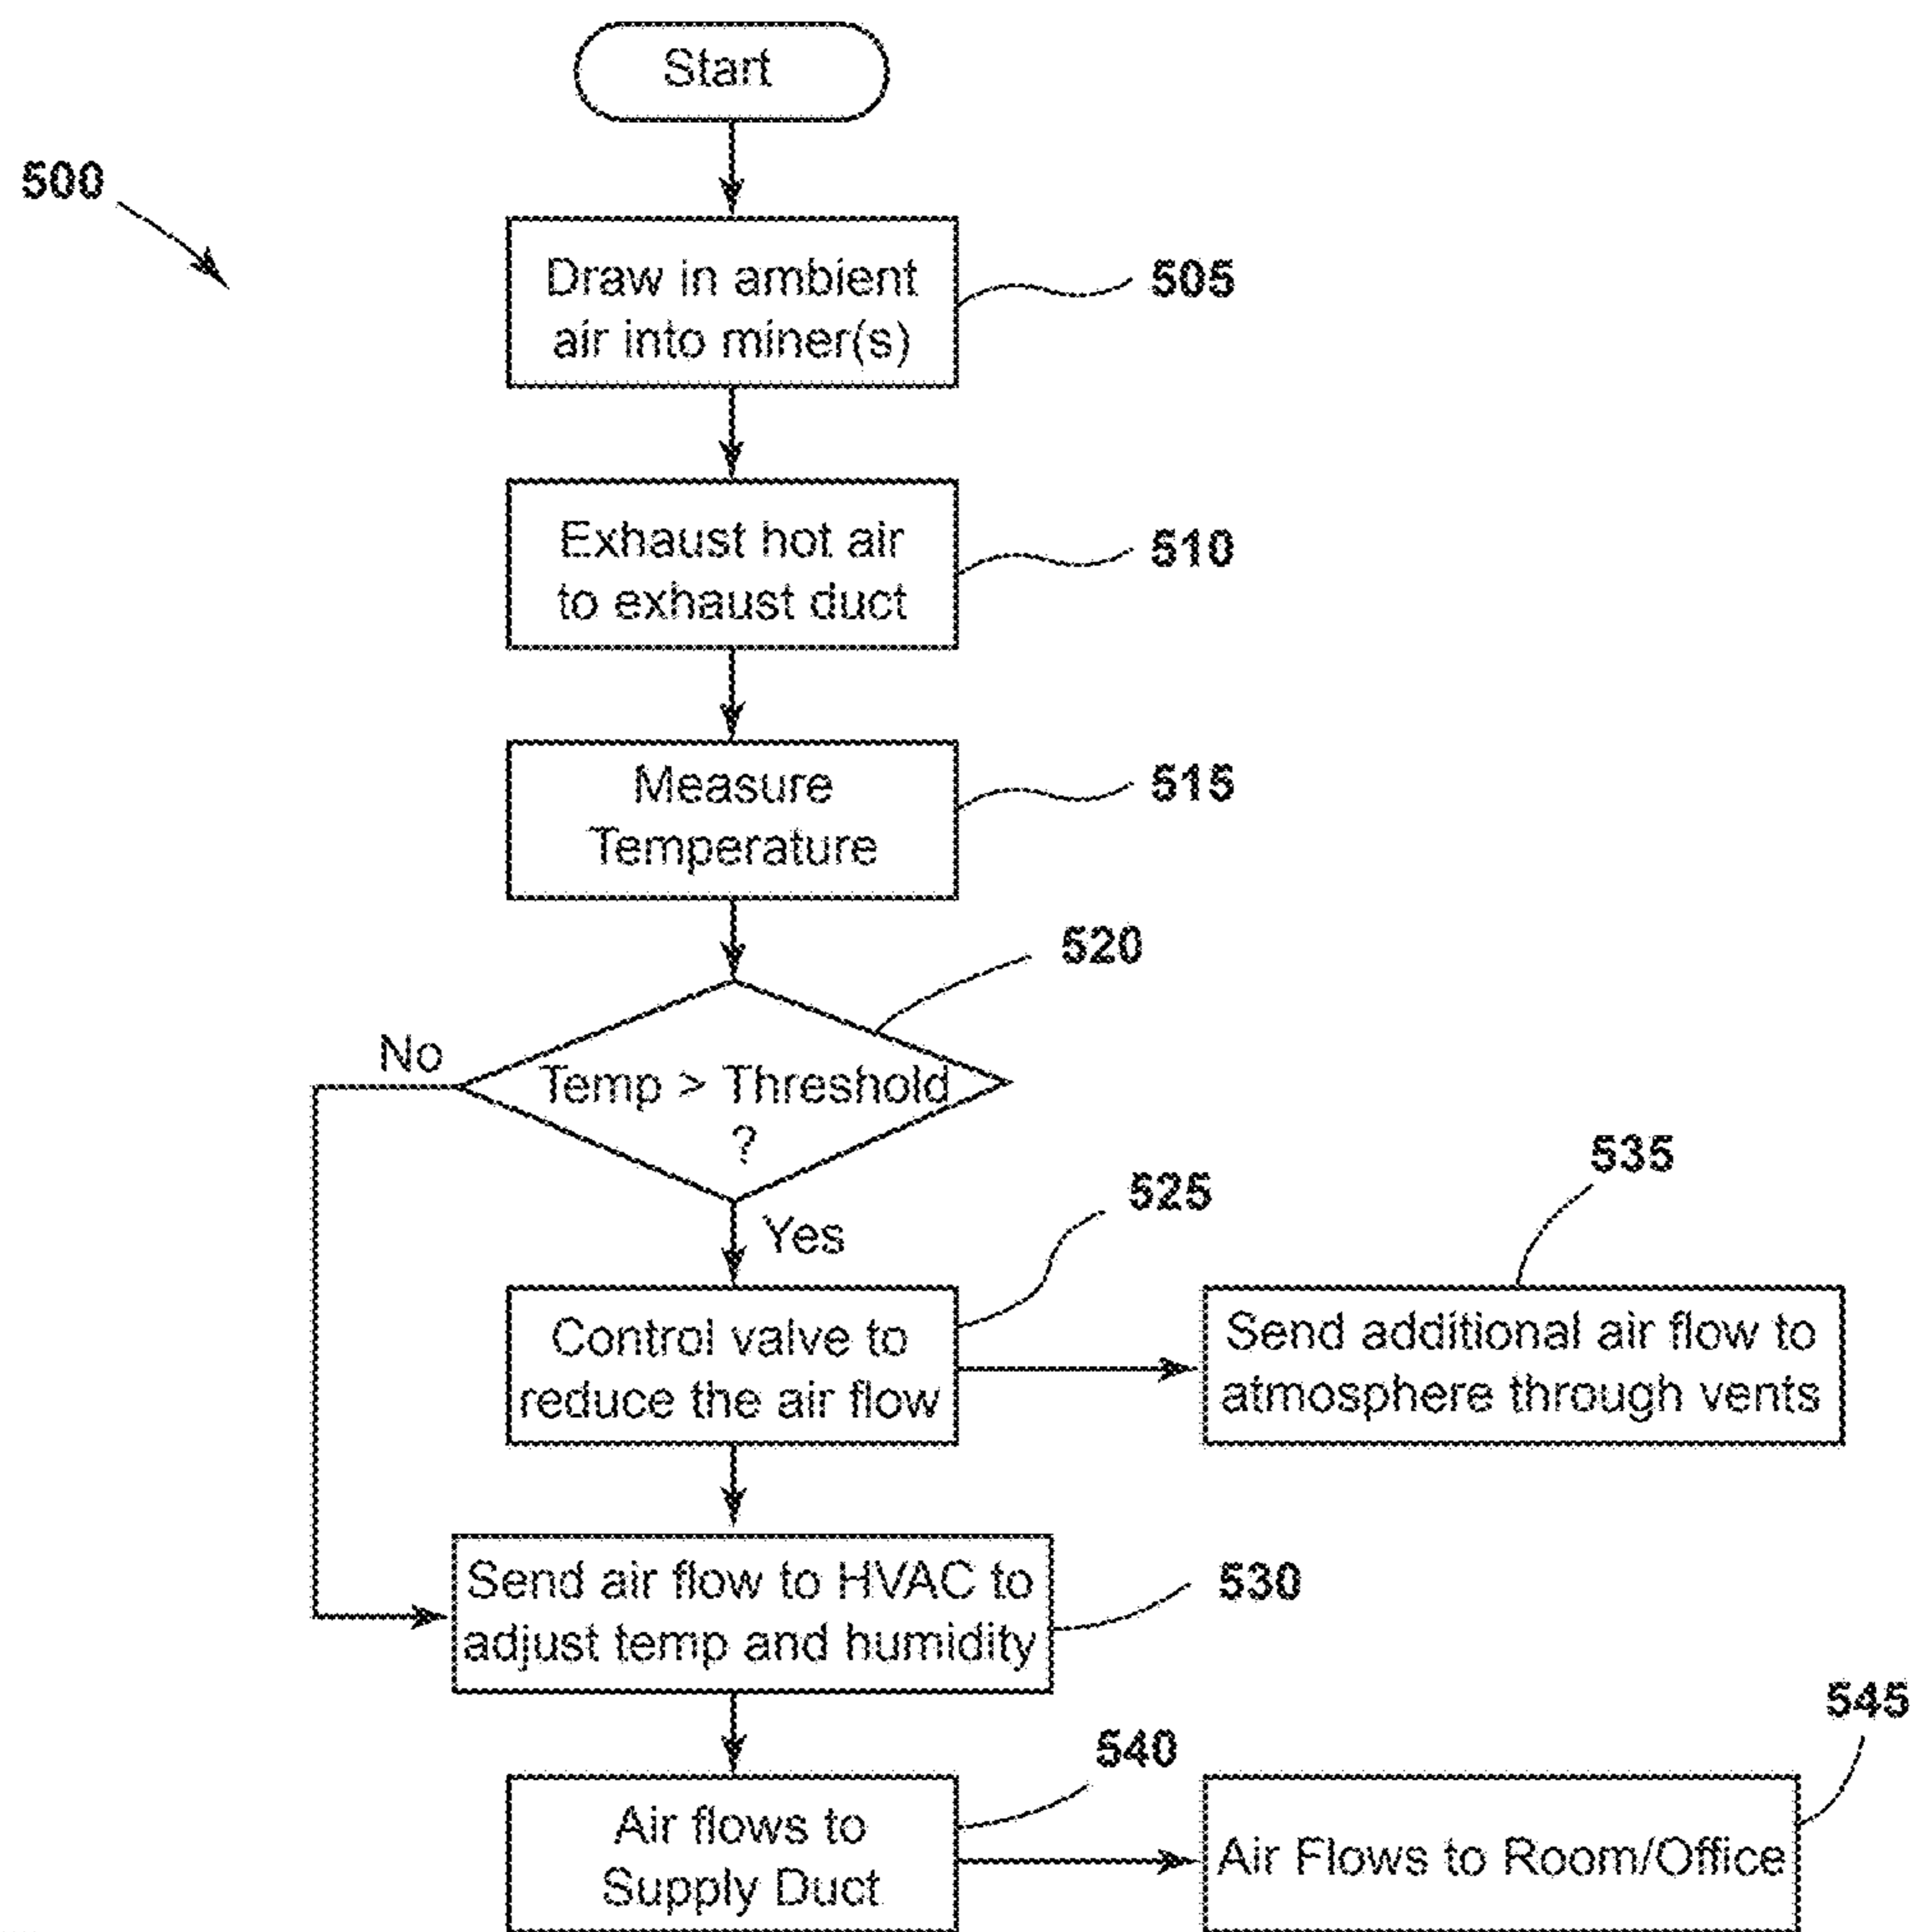 Start
500
Draw in ambient
air into miner(s)
505
Exhaust hot air
to exhaust duct
510
Measure
Temperature
515
520
No
Temp > Threshold
?
Yes
525
535
Control valve to
reduce the air flow
Send additional air flow to
atmosphere through vents
Send air flow to HVAC to
adjust temp and humidity
530
540
545
Air flows to
Supply Duct
Air Flows to Room/Office